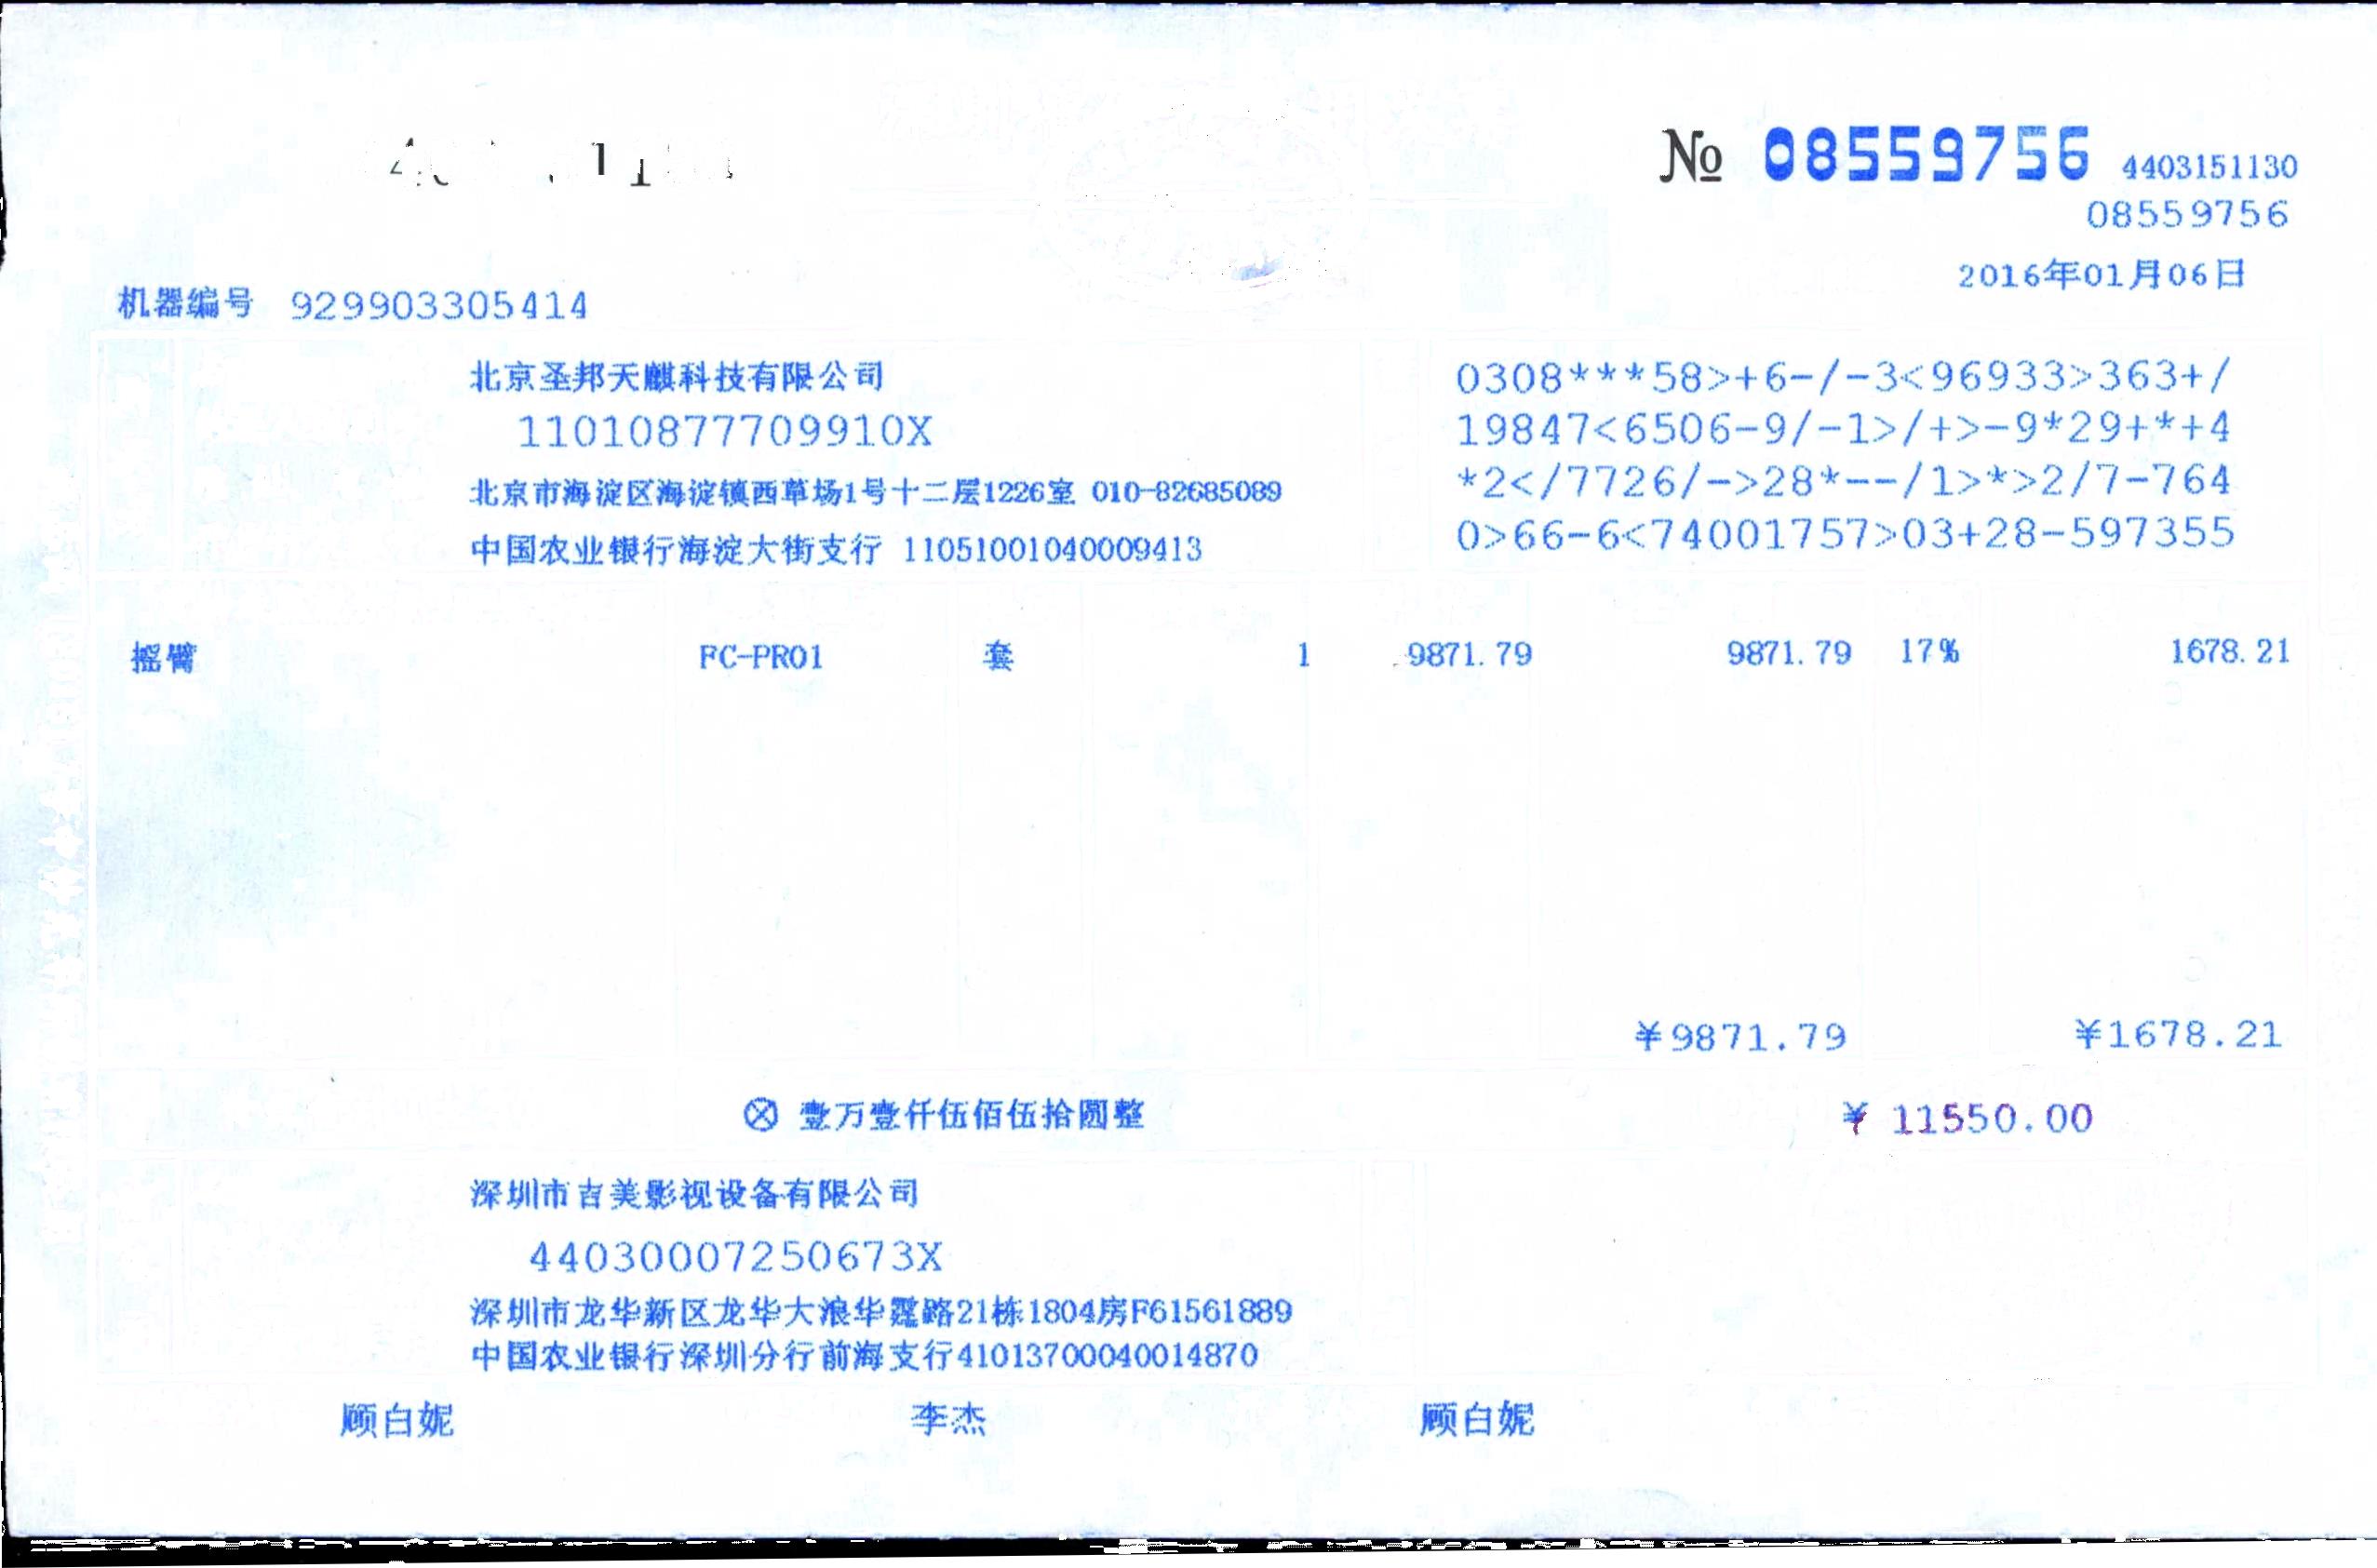 № 08559756 4403151130
08559756
2016年01月06日
机器编号 929903305414
北京圣邦天麒科技有限公司
11010877709910X
北京市海淀区海淀镇西草场1号十二层1226室 010-82685089
中国农业银行海淀大街支行 11051001040009413
0308***58>+6-/-3<96933>363+/
19847<6506-9/-1>/+>-9*29+*+4
*2</7726/->28*--/1>*>2/7-764
0>66-6<74001757>03+28-597355
摇臂 FC-PR01 套 1 9871.79 9871.79 17% 1678.21
¥9871.79 ¥1678.21
ⓧ 壹万壹仟伍佰伍拾圆整 ¥ 11550.00
深圳市吉美影视设备有限公司
44030007250673X
深圳市龙华新区龙华大浪华霆路21栋1804房F61561889
中国农业银行深圳分行前海支行41013700040014870
顾白妮 李杰 顾白妮